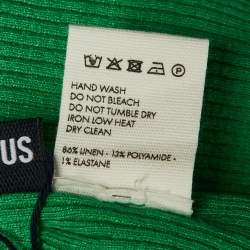 HAND WASH
DO NOT BLEACH
DO NOT TUMBLE DRY
IRON LOW HEAT
DRY CLEAN
86% LINEN - 13% POLYAMIDE -
1% ELASTANE
US